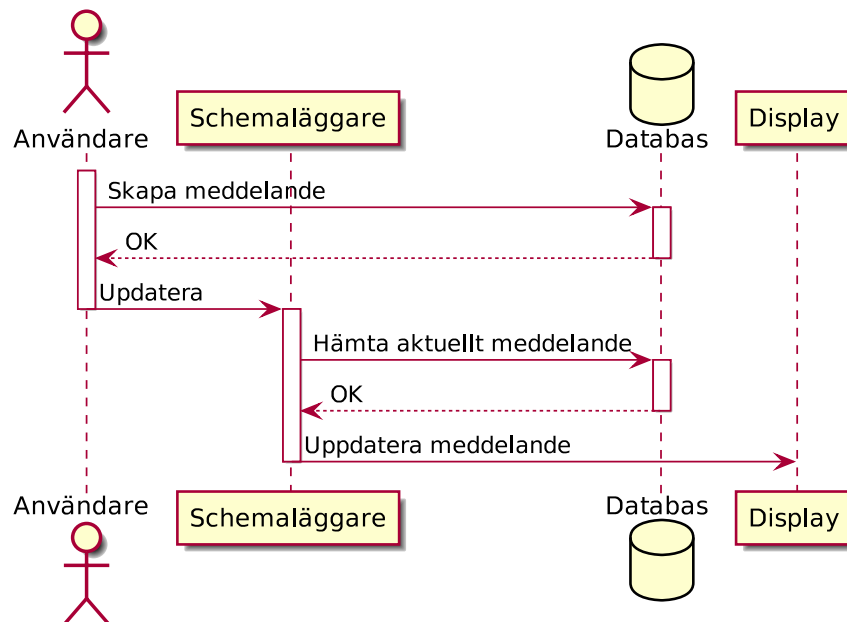 Användare
Schemaläggare
Databas
Display
Skapa meddelande
OK
Updatera
Hämta aktuellt meddelande
OK
Uppdatera meddelande
Användare
Schemaläggare
Databas
Display